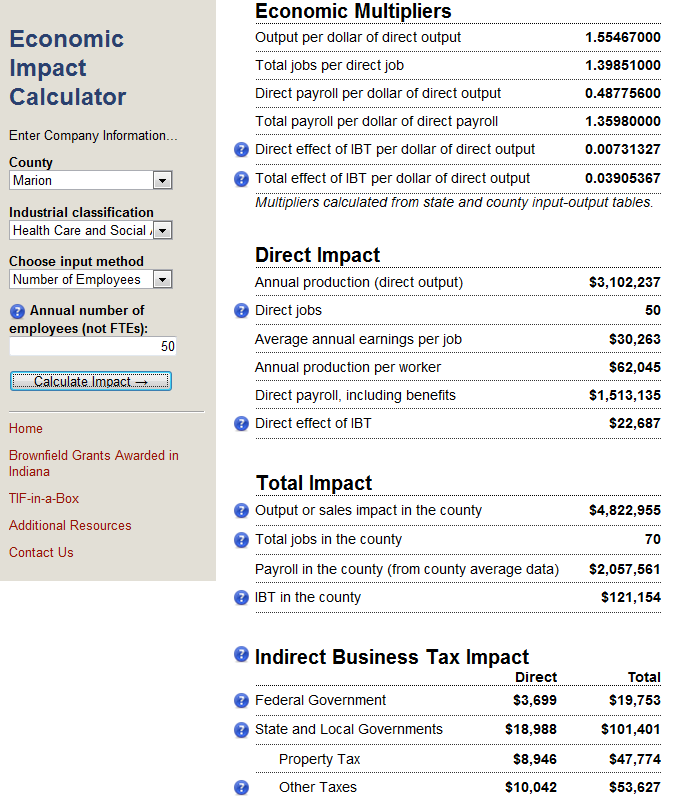 Economic
Impact
Calculator
Enter Company Information...
County
Marion
Industrial classification
Health Care and Social
Choose input method
Number of Employees
? Annual number of
employees (not FTEs):
50
Calculate Impact →
Home
Brownfield Grants Awarded in
Indiana
TIF-in-a-Box
Additional Resources
Contact Us
Economic Multipliers
Output per dollar of direct output 1.55467000
Total jobs per direct job 1.39851000
Direct payroll per dollar of direct output 0.48775600
Total payroll per dollar of direct payroll 1.35980000
? Direct effect of IBT per dollar of direct output 0.00731327
? Total effect of IBT per dollar of direct output 0.03905367
Multipliers calculated from state and county input-output tables.
Direct Impact
Annual production (direct output) $3,102,237
? Direct jobs 50
Average annual earnings per job $30,263
Annual production per worker $62,045
Direct payroll, including benefits $1,513,135
? Direct effect of IBT $22,687
Total Impact
? Output or sales impact in the county $4,822,955
? Total jobs in the county 70
Payroll in the county (from county average data) $2,057,561
? IBT in the county $121,154
? Indirect Business Tax Impact
Direct Total
? Federal Government $3,699 $19,753
? State and Local Governments $18,988 $101,401
Property Tax $8,946 $47,774
? Other Taxes $10,042 $53,627